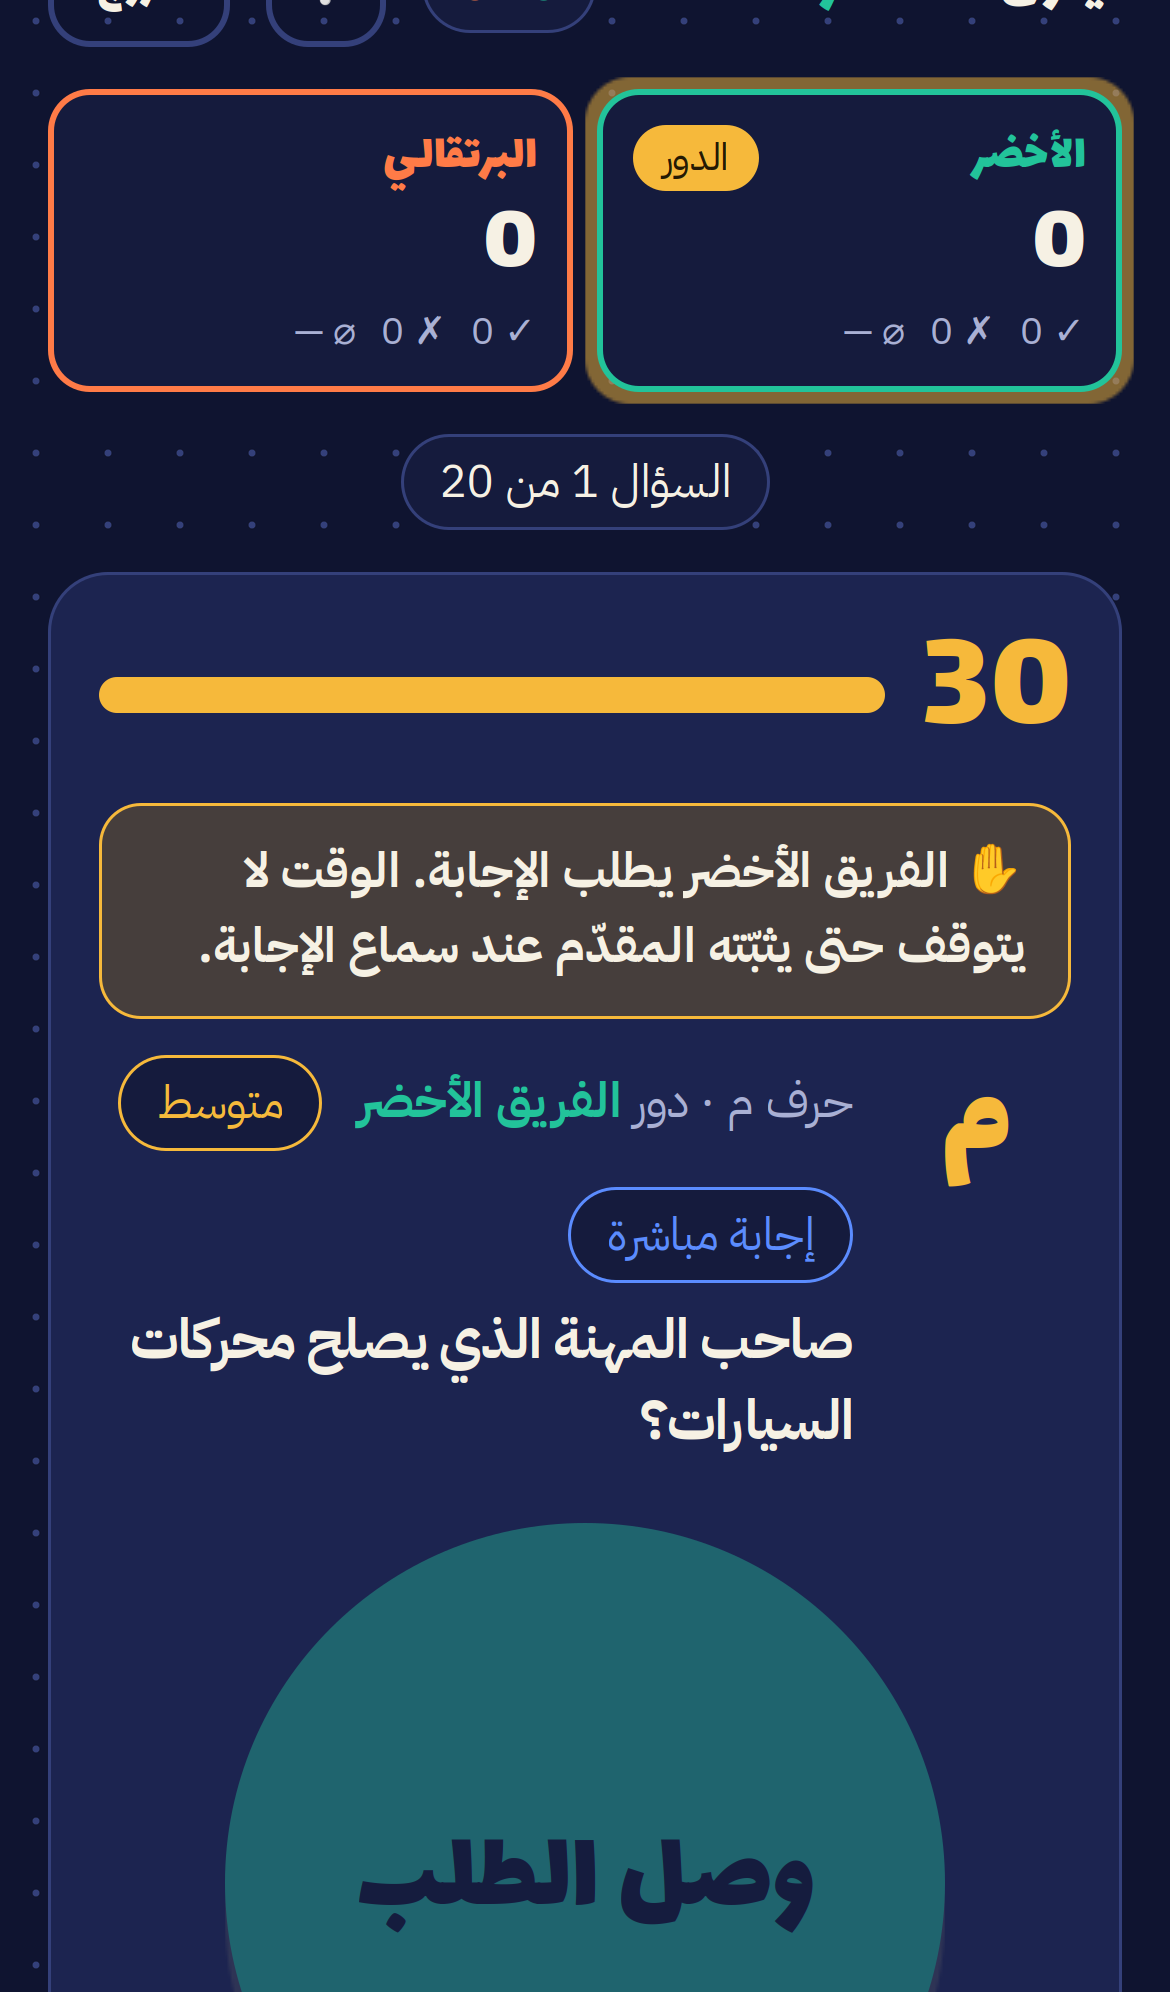 الأخضر
الدور
0
✓ 0 ✗ 0 ⌀ —
البرتقالي
0
✓ 0 ✗ 0 ⌀ —
السؤال 1 من 20
30
✋ الفريق الأخضر يطلب الإجابة. الوقت لا
يتوقف حتى يثبّته المقدّم عند سماع الإجابة.
م
حرف م · دور الفريق الأخضر
متوسط
إجابة مباشرة
صاحب المهنة الذي يصلح محركات
السيارات؟
وصل الطلب